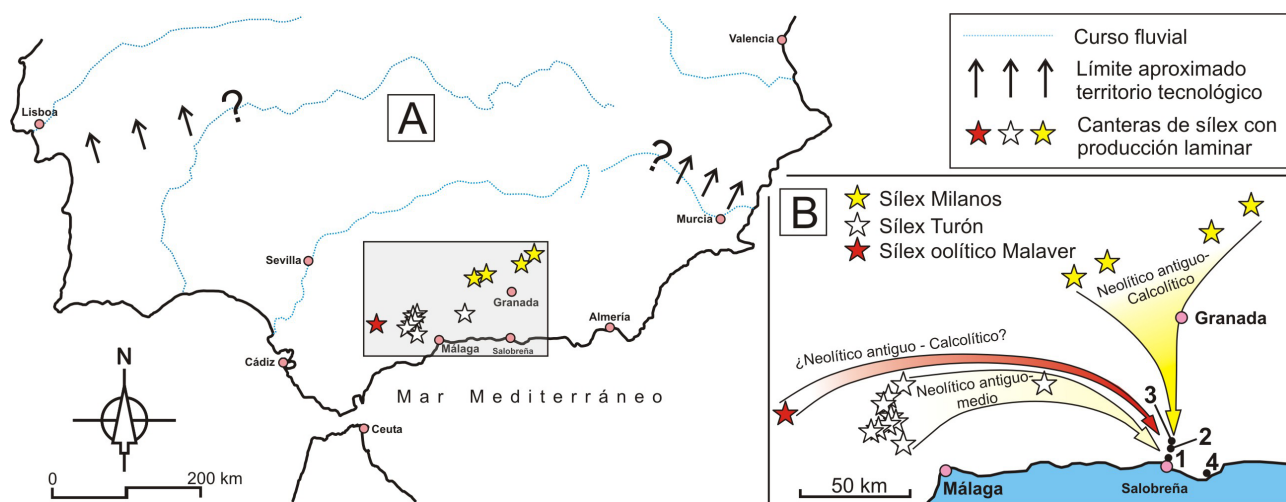 Valencia
Lisboa
?
A
?
Murcia
Sevilla
Granada
Almería
Málaga
Salobreña
Cádiz
N
Mar Mediterráneo
Ceuta
0
200 km
Curso fluvial
Límite aproximado
territorio tecnológico
Canteras de sílex con
producción laminar
B
Sílex Milanos
Sílex Turón
Sílex oolítico Malaver
Neolítico antiguo-
Calcolítico
Granada
¿Neolítico antiguo - Calcolítico?
Neolítico antiguo-
medio
3
2
1
4
50 km
Málaga
Salobreña